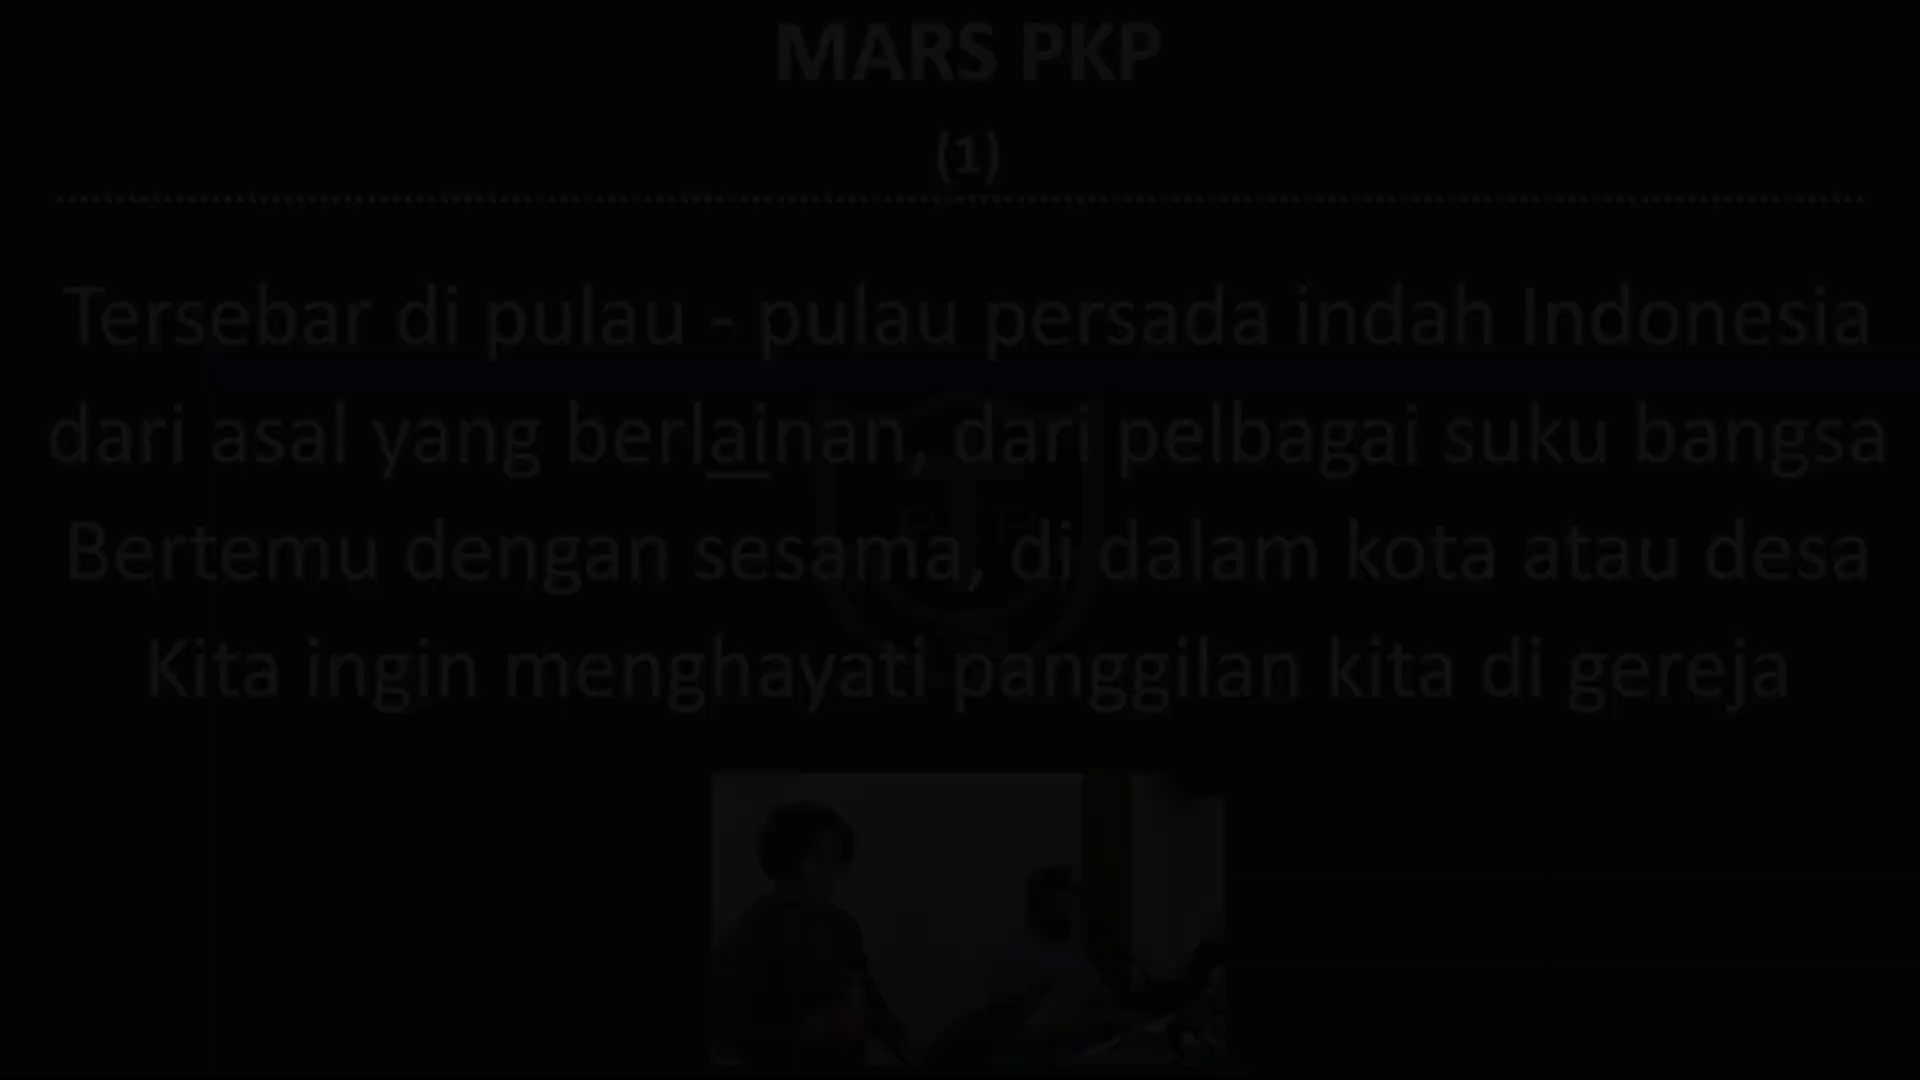 MARS PKP
(1)
Tersebar di pulau - pulau persada indah Indonesia
dari asal yang berlainan, dari pelbagai suku bangsa
Bertemu dengan sesama, di dalam kota atau desa
Kita ingin menghayati panggilan kita di gereja